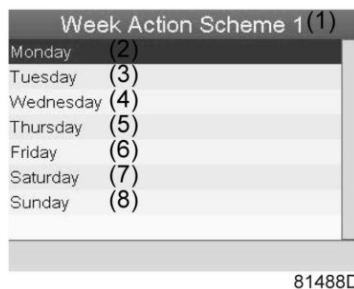 Week Action Scheme 1(1)
Monday (2)
Tuesday (3)
Wednesday (4)
Thursday (5)
Friday (6)
Saturday (7)
Sunday (8)
81488D